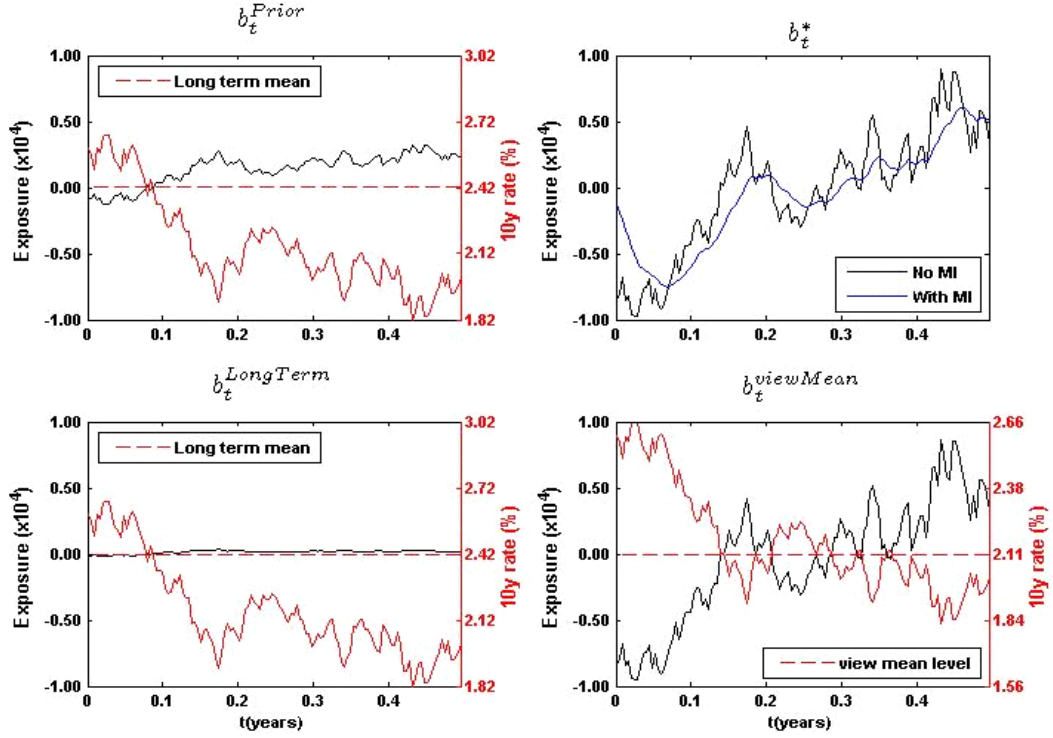 b_t^{Prior}
1.00
0.50
0.00
-0.50
-1.00
Exposure (x10^4)
Long term mean
3.02
2.72
2.42
2.12
1.82
10y rate (%)
0 0.1 0.2 0.3 0.4
b_t^*
1.00
0.50
0.00
-0.50
-1.00
Exposure (x10^4)
No MI
With MI
0 0.1 0.2 0.3 0.4
b_t^{LongTerm}
1.00
0.50
0.00
-0.50
-1.00
Exposure (x10^4)
Long term mean
3.02
2.72
2.42
2.12
1.82
10y rate (%)
0 0.1 0.2 0.3 0.4
t(years)
b_t^{viewMean}
1.00
0.50
0.00
-0.50
-1.00
Exposure (x10^4)
view mean level
2.66
2.38
2.11
1.84
1.56
10y rate (%)
0 0.1 0.2 0.3 0.4
t(years)